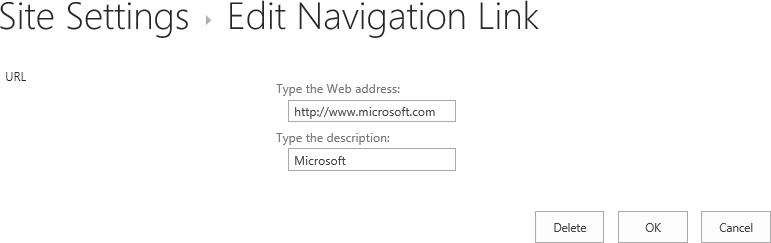 Site Settings ▸ Edit Navigation Link
URL
Type the Web address:
http://www.microsoft.com
Type the description:
Microsoft
Delete OK Cancel